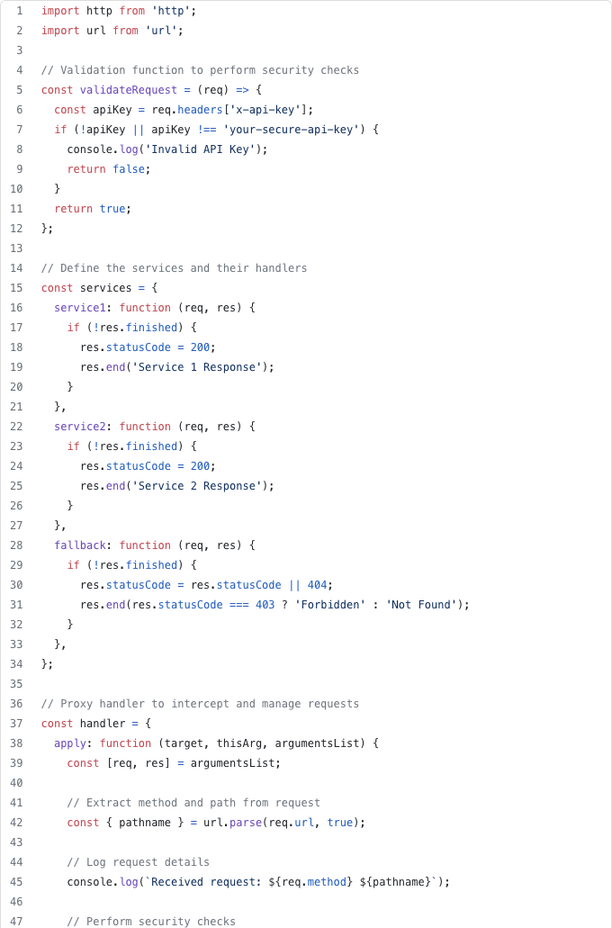 1 import http from 'http';
2 import url from 'url';
3
4 // Validation function to perform security checks
5 const validateRequest = (req) => {
6   const apiKey = req.headers['x-api-key'];
7   if (!apiKey || apiKey !== 'your-secure-api-key') {
8     console.log('Invalid API Key');
9     return false;
10   }
11   return true;
12 };
13
14 // Define the services and their handlers
15 const services = {
16   service1: function (req, res) {
17     if (!res.finished) {
18       res.statusCode = 200;
19       res.end('Service 1 Response');
20     }
21   },
22   service2: function (req, res) {
23     if (!res.finished) {
24       res.statusCode = 200;
25       res.end('Service 2 Response');
26     }
27   },
28   fallback: function (req, res) {
29     if (!res.finished) {
30       res.statusCode = res.statusCode || 404;
31       res.end(res.statusCode === 403 ? 'Forbidden' : 'Not Found');
32     }
33   },
34 };
35
36 // Proxy handler to intercept and manage requests
37 const handler = {
38   apply: function (target, thisArg, argumentsList) {
39     const [req, res] = argumentsList;
40
41     // Extract method and path from request
42     const { pathname } = url.parse(req.url, true);
43
44     // Log request details
45     console.log(`Received request: ${req.method} ${pathname}`);
46
47     // Perform security checks